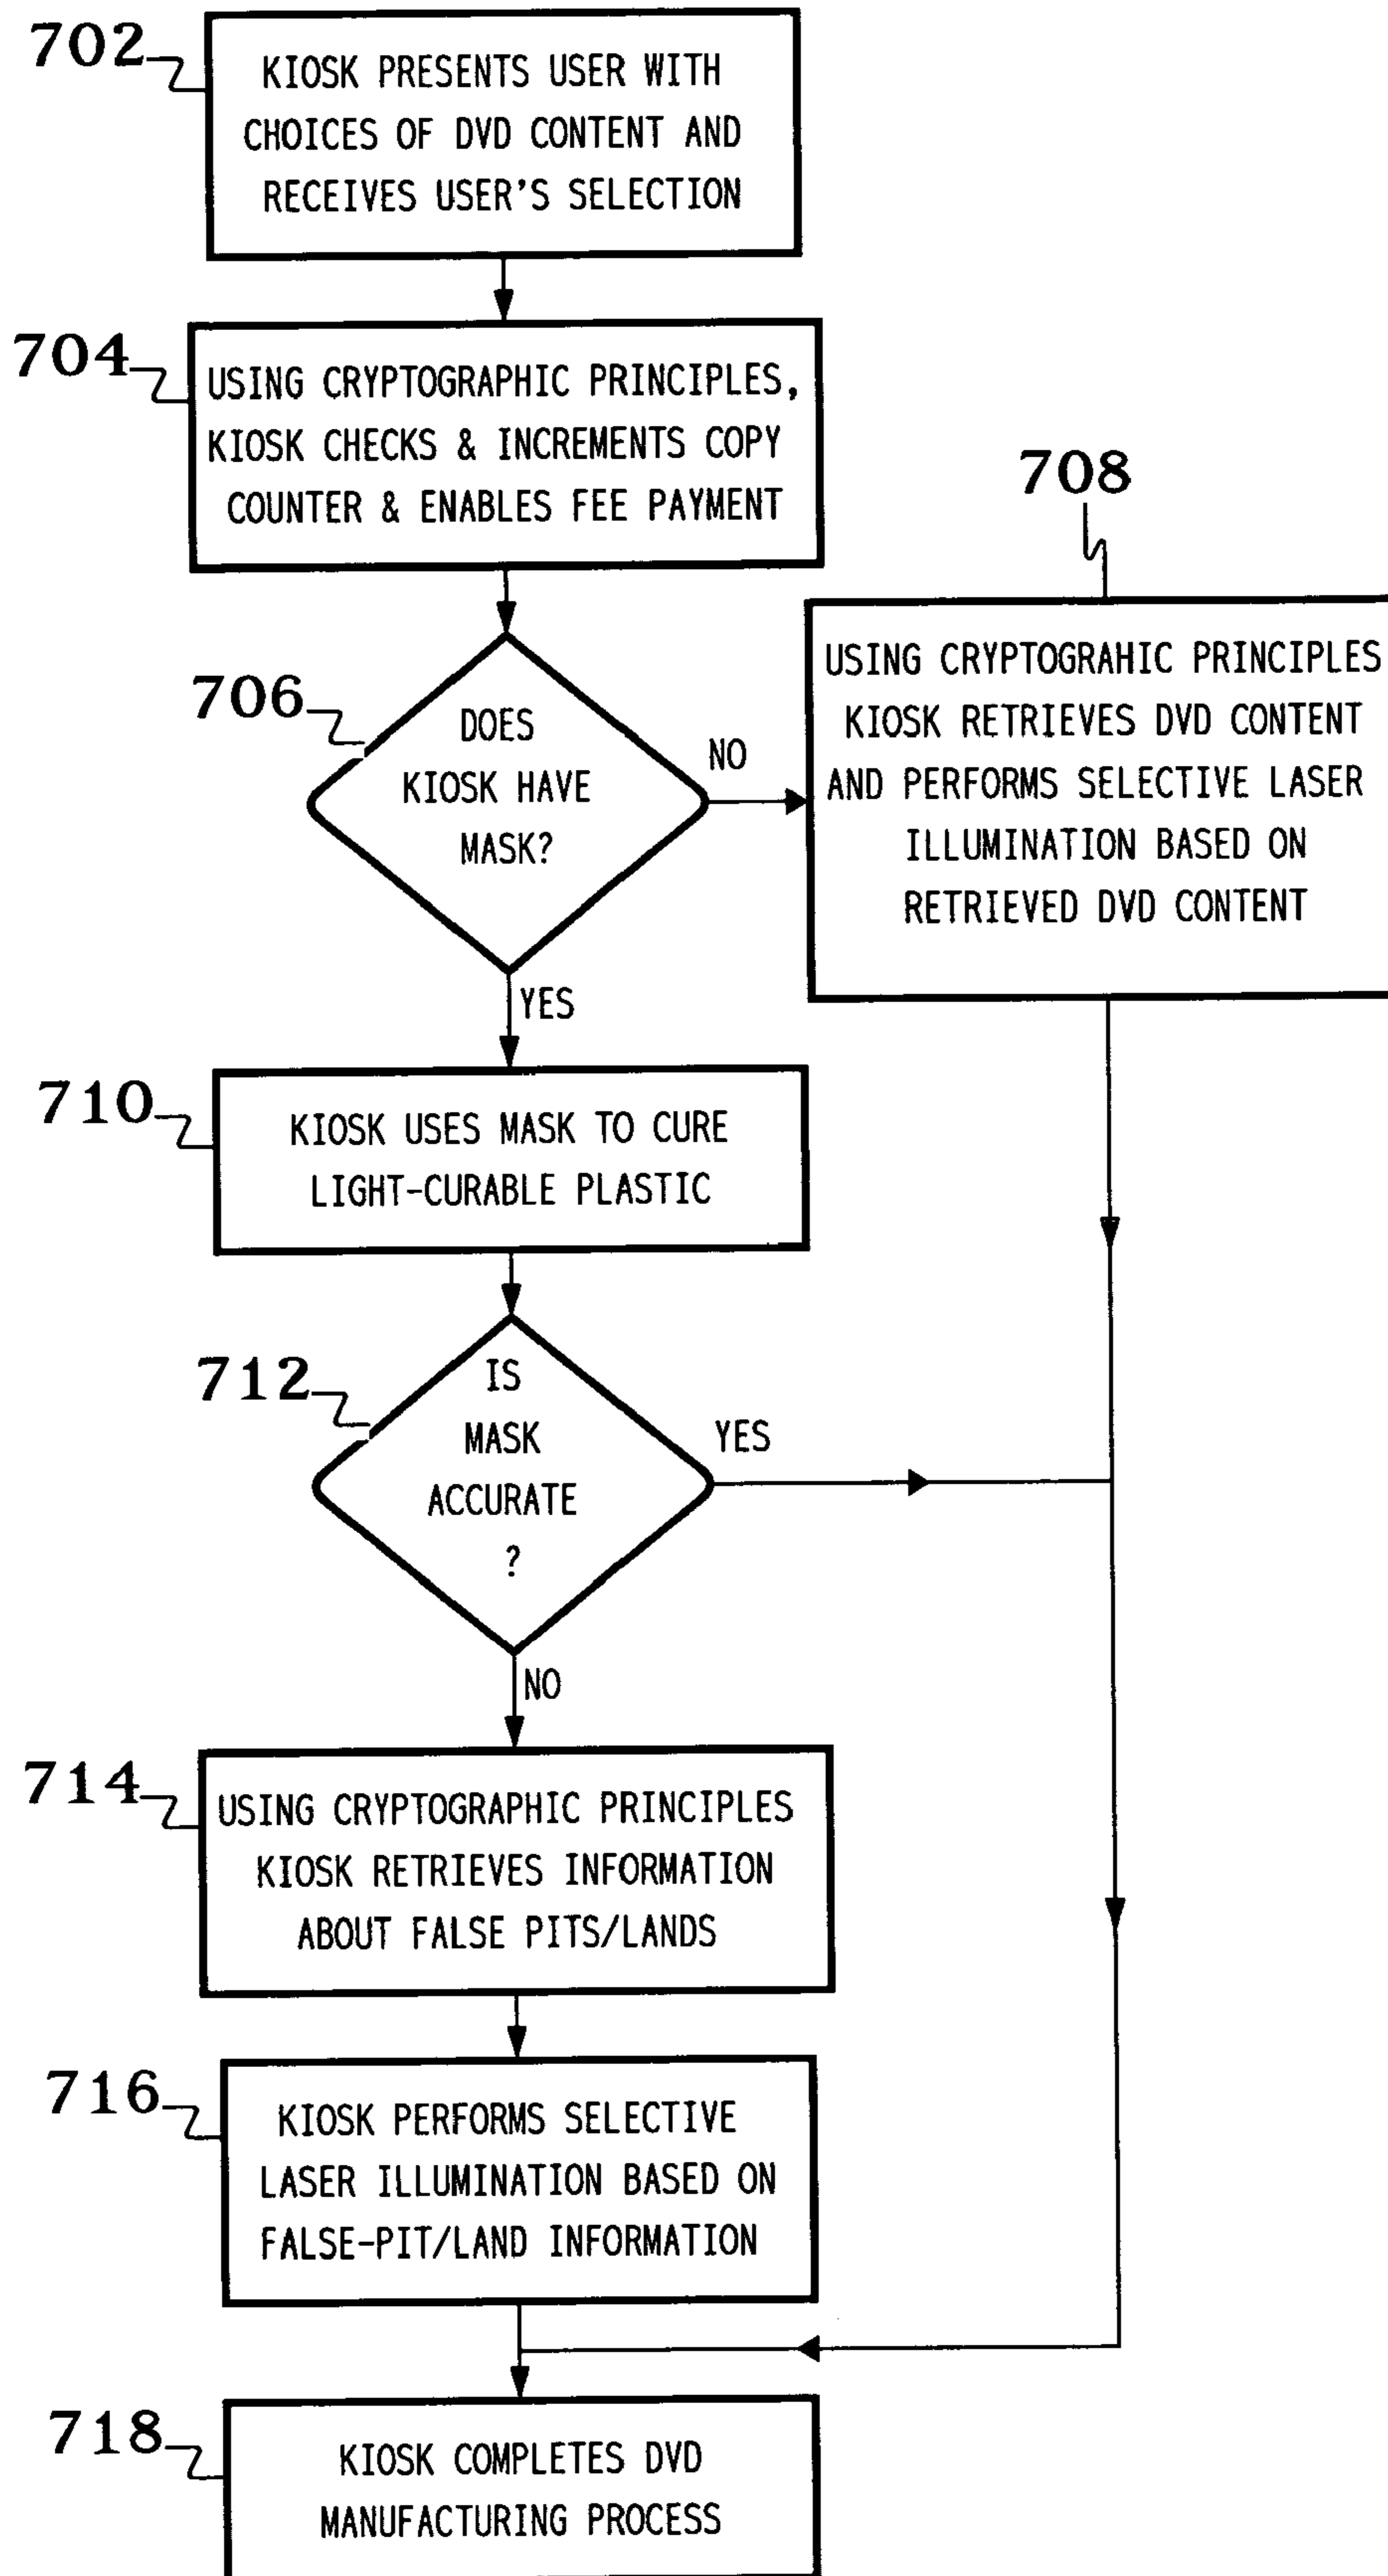 702
KIOSK PRESENTS USER WITH
CHOICES OF DVD CONTENT AND
RECEIVES USER'S SELECTION
704
USING CRYPTOGRAPHIC PRINCIPLES,
KIOSK CHECKS & INCREMENTS COPY
COUNTER & ENABLES FEE PAYMENT
706
DOES
KIOSK HAVE
MASK?
NO
708
USING CRYPTOGRAHIC PRINCIPLES
KIOSK RETRIEVES DVD CONTENT
AND PERFORMS SELECTIVE LASER
ILLUMINATION BASED ON
RETRIEVED DVD CONTENT
YES
710
KIOSK USES MASK TO CURE
LIGHT-CURABLE PLASTIC
712
IS
MASK
ACCURATE
?
YES
NO
714
USING CRYPTOGRAPHIC PRINCIPLES
KIOSK RETRIEVES INFORMATION
ABOUT FALSE PITS/LANDS
716
KIOSK PERFORMS SELECTIVE
LASER ILLUMINATION BASED ON
FALSE-PIT/LAND INFORMATION
718
KIOSK COMPLETES DVD
MANUFACTURING PROCESS